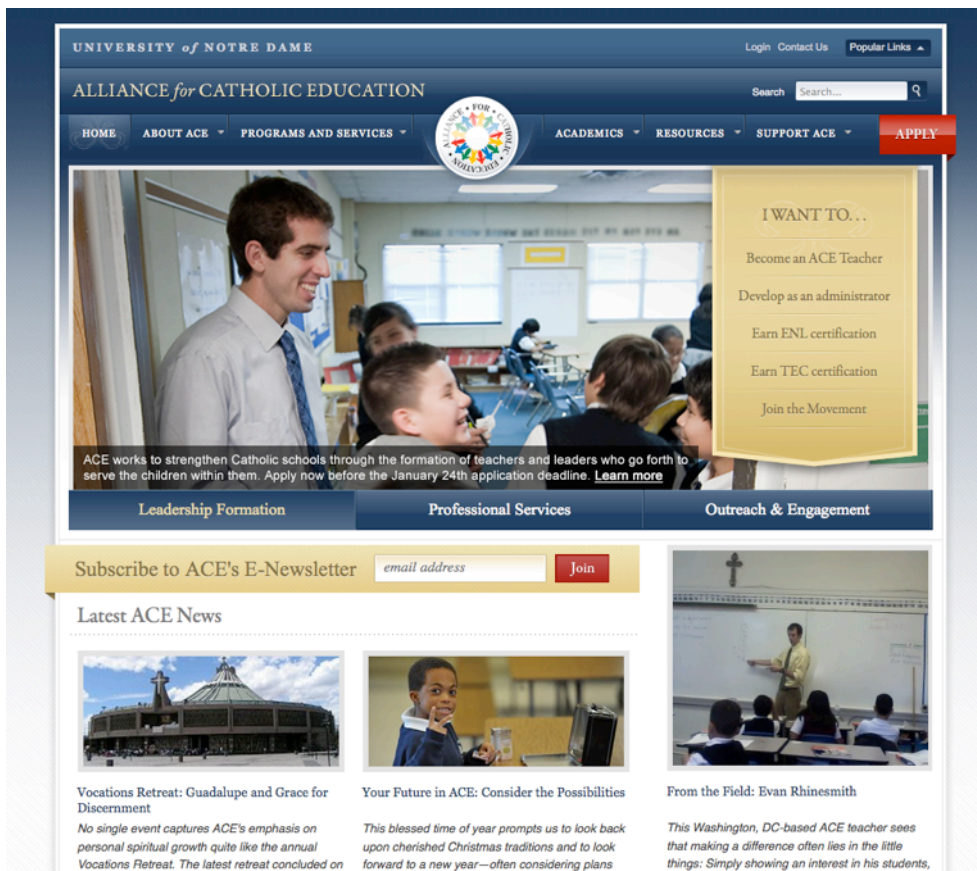 UNIVERSITY of NOTRE DAME
Login Contact Us Popular Links
ALLIANCE for CATHOLIC EDUCATION
Search Search...
HOME ABOUT ACE PROGRAMS AND SERVICES ACADEMICS RESOURCES SUPPORT ACE APPLY
ALLIANCE · FOR · CATHOLIC · EDUCATION ·
I WANT TO...
Become an ACE Teacher
Develop as an administrator
Earn ENL certification
Earn TEC certification
Join the Movement
ACE works to strengthen Catholic schools through the formation of teachers and leaders who go forth to
serve the children within them. Apply now before the January 24th application deadline. Learn more
Leadership Formation Professional Services Outreach & Engagement
Subscribe to ACE's E-Newsletter email address Join
Latest ACE News
Vocations Retreat: Guadalupe and Grace for
Discernment
No single event captures ACE's emphasis on
personal spiritual growth quite like the annual
Vocations Retreat. The latest retreat concluded on
Your Future in ACE: Consider the Possibilities
This blessed time of year prompts us to look back
upon cherished Christmas traditions and to look
forward to a new year—often considering plans
From the Field: Evan Rhinesmith
This Washington, DC-based ACE teacher sees
that making a difference often lies in the little
things: Simply showing an interest in his students,